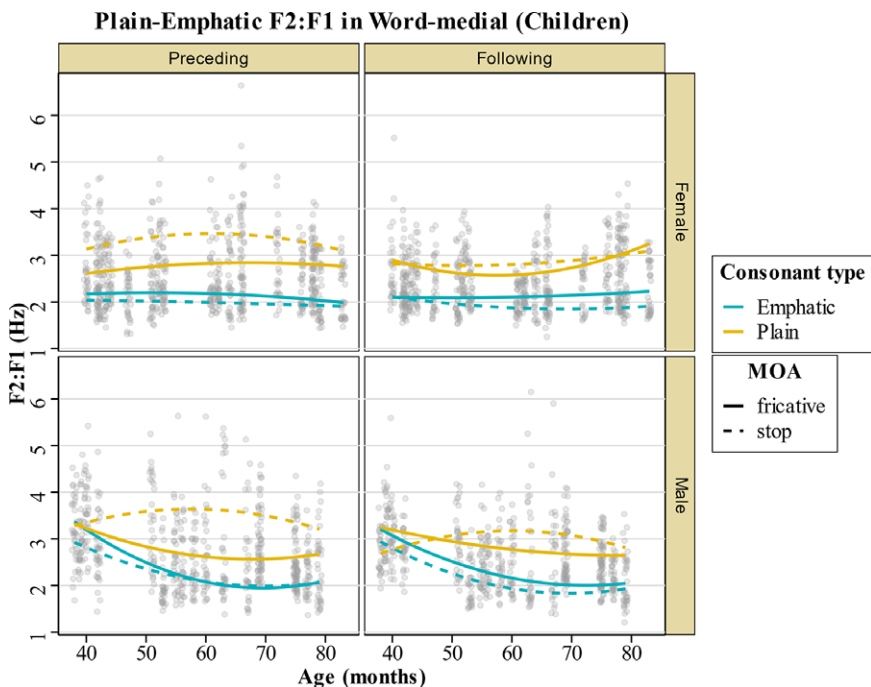 Plain-Emphatic F2:F1 in Word-medial (Children)
Preceding
Following
6
5
4
3
2
1
Female
6
5
4
3
2
1
Male
F2:F1 (Hz)
40 50 60 70 80
40 50 60 70 80
Age (months)
Consonant type
Emphatic
Plain
MOA
fricative
stop